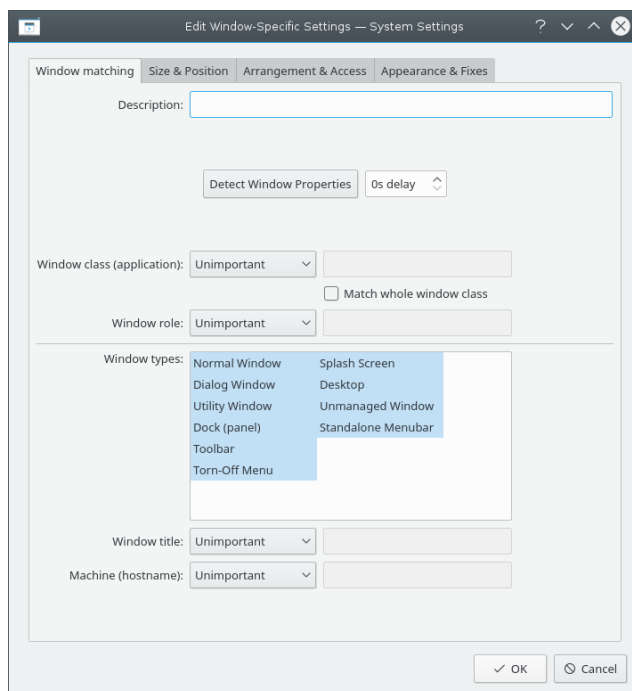 Edit Window-Specific Settings — System Settings
Window matching Size & Position Arrangement & Access Appearance & Fixes
Description:
Detect Window Properties 0s delay
Window class (application): Unimportant
Match whole window class
Window role: Unimportant
Window types:
Normal Window Splash Screen
Dialog Window Desktop
Utility Window Unmanaged Window
Dock (panel) Standalone Menubar
Toolbar
Torn-Off Menu
Window title: Unimportant
Machine (hostname): Unimportant
OK Cancel